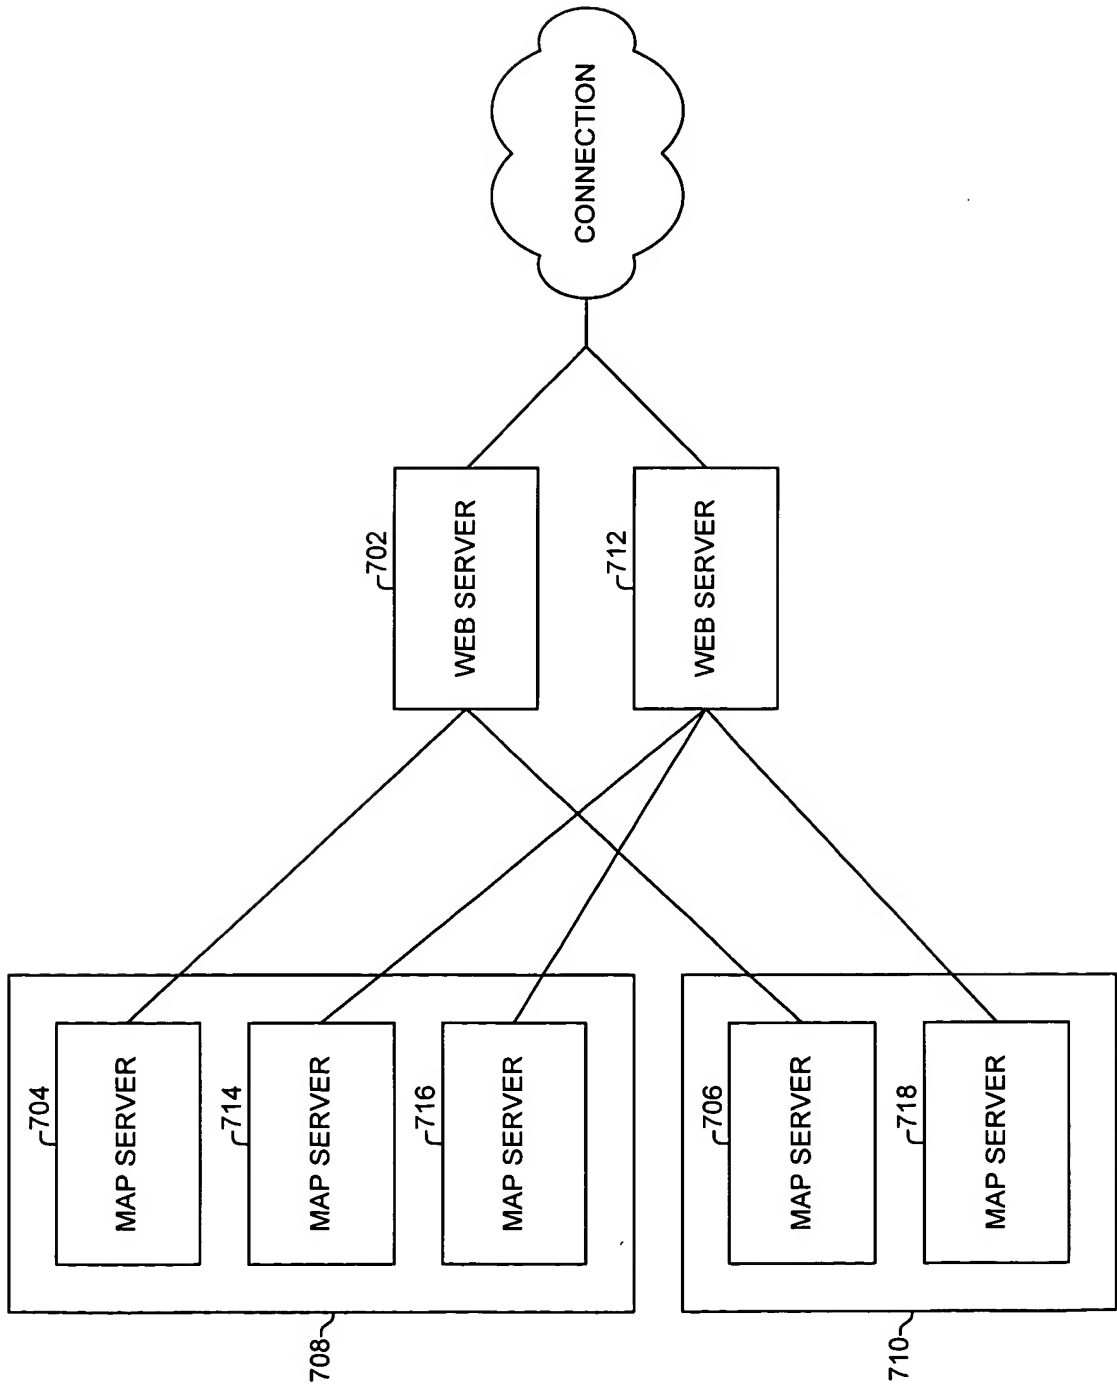 708
704
MAP SERVER
714
MAP SERVER
716
MAP SERVER
710
706
MAP SERVER
718
MAP SERVER
702
WEB SERVER
712
WEB SERVER
CONNECTION